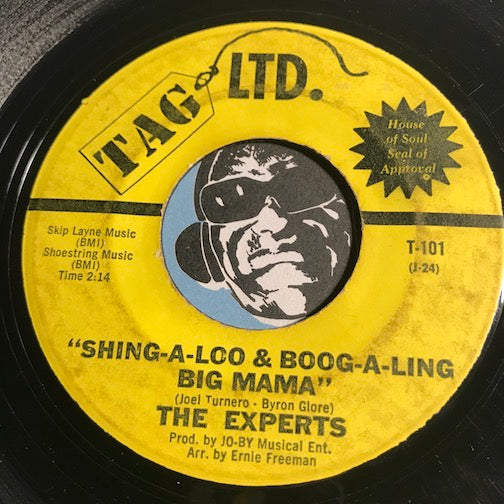 TAG LTD.
House
of Soul
Seal of
Approval
Skip Layne Music
(BMI)
Shoestring Music
(BMI)
Time 2:14
T-101
(J-24)
"SHING-A-LOO & BOOG-A-LING
BIG MAMA"
(Joel Turnero - Byron Glore)
THE EXPERTS
Prod. by JO-BY Musical Ent.
Arr. by Ernie Freeman